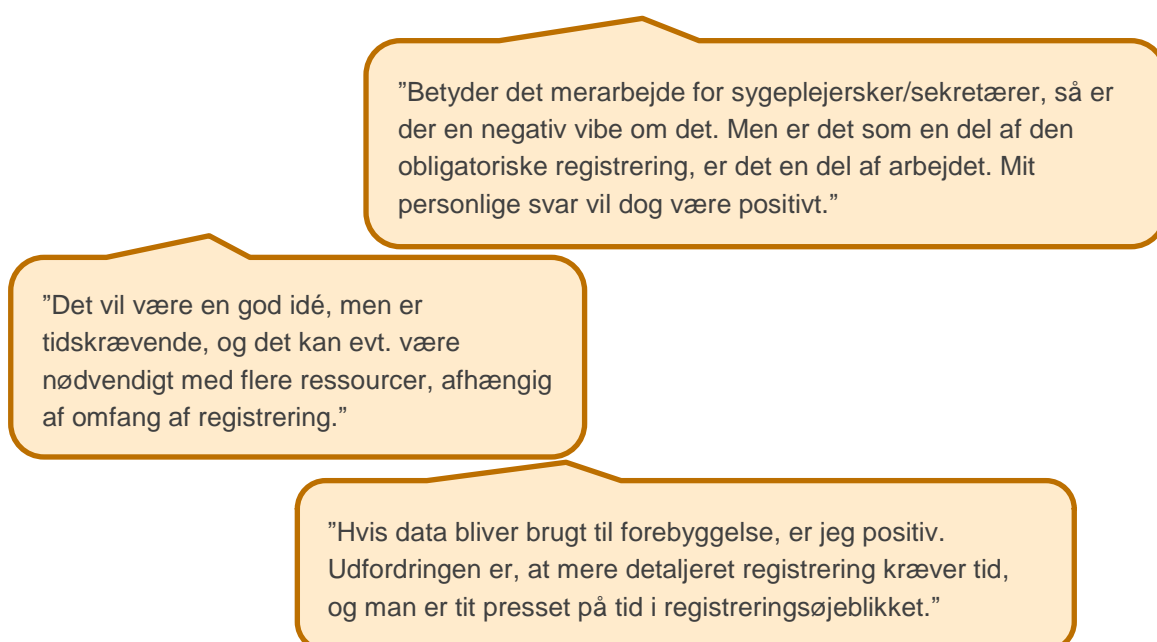 ”Betyder det merarbejde for sygeplejersker/sekretærer, så er
der en negativ vibe om det. Men er det som en del af den
obligatoriske registrering, er det en del af arbejdet. Mit
personlige svar vil dog være positivt.”
”Det vil være en god idé, men er
tidskrævende, og det kan evt. være
nødvendigt med flere ressourcer, afhængig
af omfang af registrering.”
”Hvis data bliver brugt til forebyggelse, er jeg positiv.
Udfordringen er, at mere detaljeret registrering kræver tid,
og man er tit presset på tid i registreringsøjeblikket.”